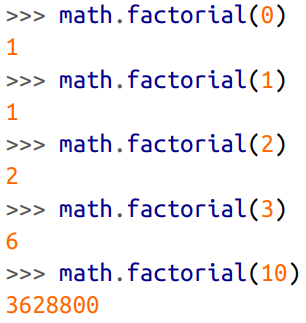 >>> math.factorial(0)
1
>>> math.factorial(1)
1
>>> math.factorial(2)
2
>>> math.factorial(3)
6
>>> math.factorial(10)
3628800